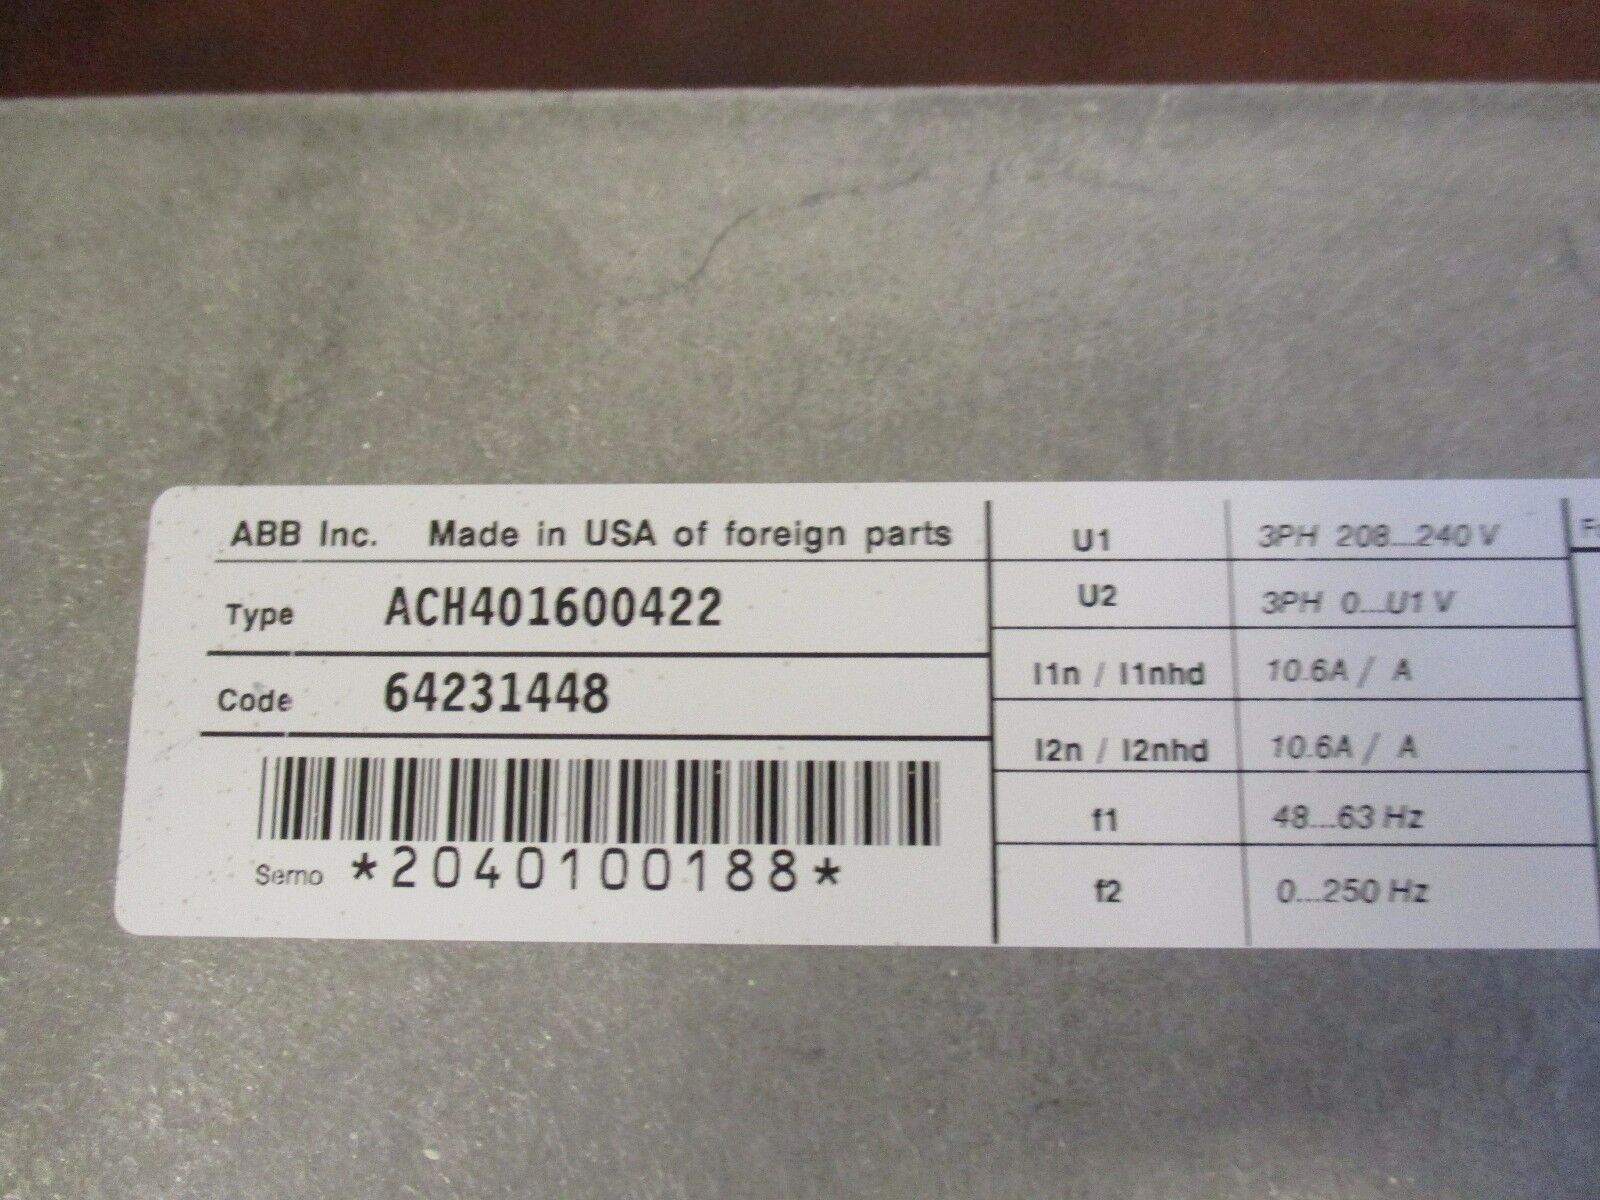 ABB Inc. Made in USA of foreign parts
Type ACH401600422
Code 64231448
Serno *2040100188*
U1 3PH 208...240 V
U2 3PH 0...U1 V
I1n / I1nhd 10.6A / A
I2n / I2nhd 10.6A / A
f1 48...63 Hz
f2 0...250 Hz